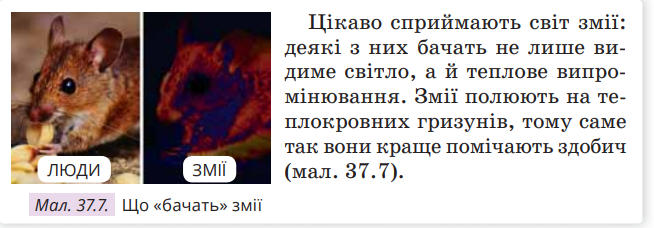 ЛЮДИ
ЗМІЇ
Мал. 37.7. Що «бачать» змії
Цікаво сприймають світ змії:
деякі з них бачать не лише ви-
диме світло, а й теплове випро-
мінювання. Змії полюють на те-
плокровних гризунів, тому саме
так вони краще помічають здобич
(мал. 37.7).